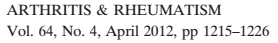 ARTHRITIS & RHEUMATISM
Vol. 64, No. 4, April 2012, pp 1215–1226